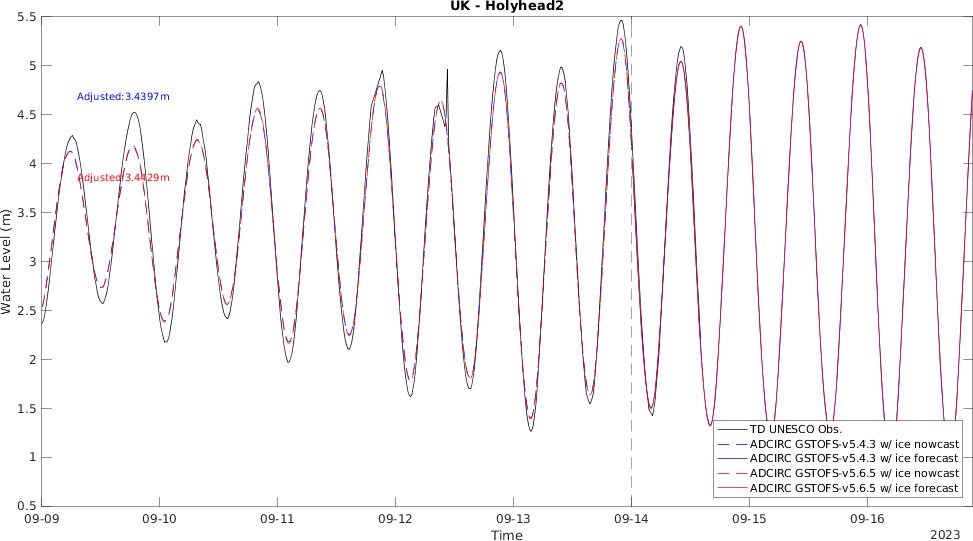 UK - Holyhead2
5.5
5
4.5
4
3.5
3
2.5
2
1.5
1
0.5
Water Level (m)
Adjusted:3.4397m
Adjusted:3.4429m
TD UNESCO Obs.
ADCIRC GSTOFS-v5.4.3 w/ ice nowcast
ADCIRC GSTOFS-v5.4.3 w/ ice forecast
ADCIRC GSTOFS-v5.6.5 w/ ice nowcast
ADCIRC GSTOFS-v5.6.5 w/ ice forecast
09-09 09-10 09-11 09-12 09-13 09-14 09-15 09-16
Time
2023